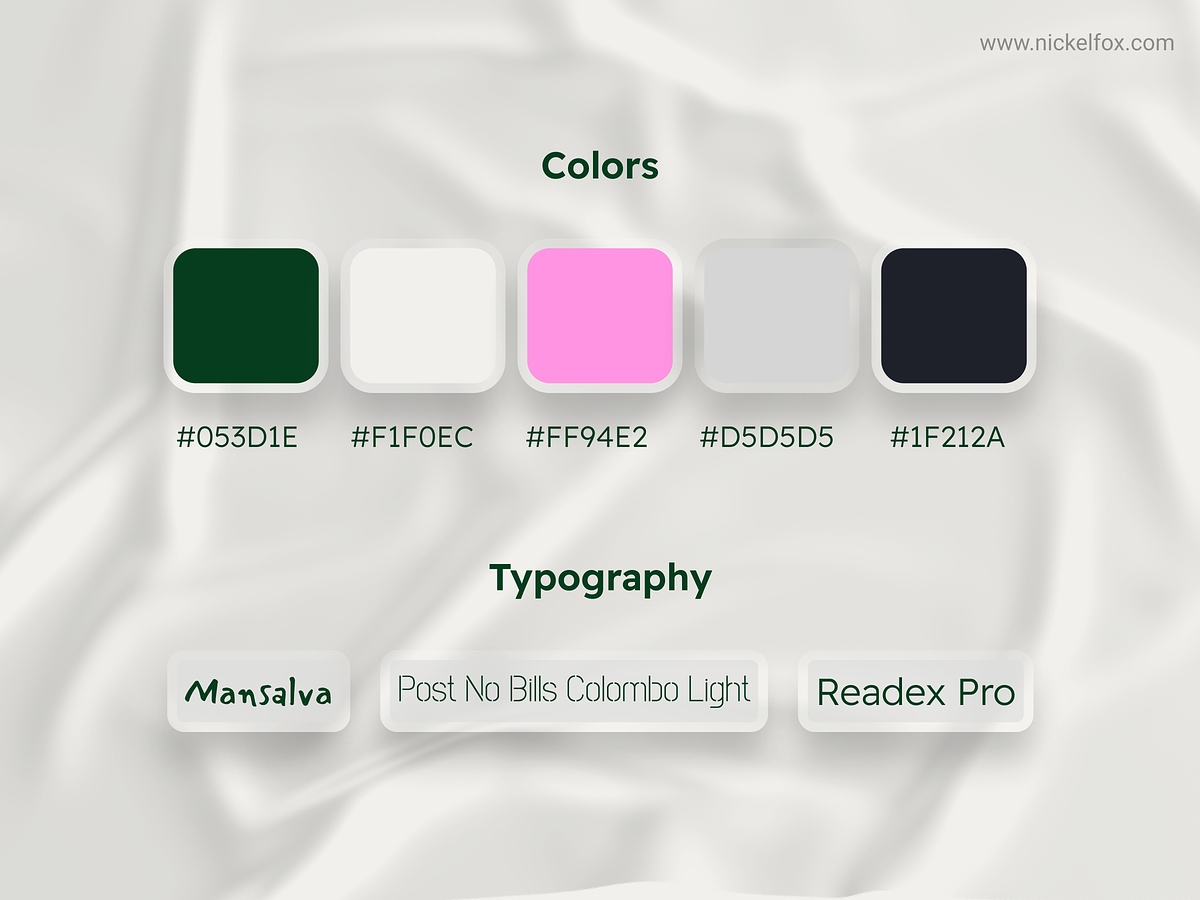 www.nickelfox.com
Colors
#053D1E #F1F0EC #FF94E2 #D5D5D5 #1F212A
Typography
Mansalva Post No Bills Colombo Light Readex Pro